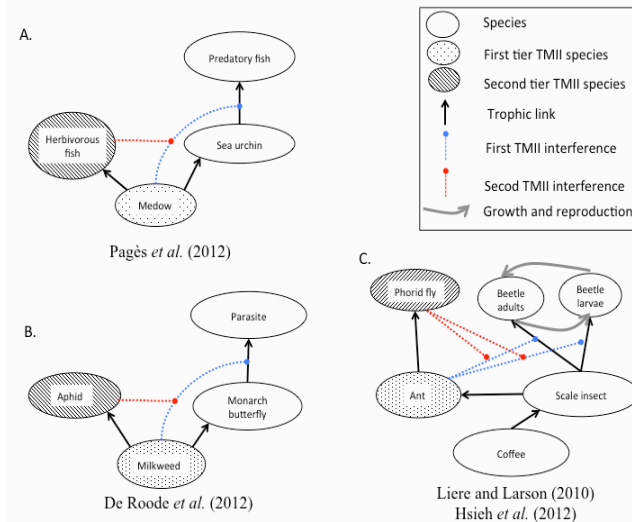 A.
Predatory fish
Herbivorous
fish
Sea urchin
Medow
Pagès et al. (2012)
B.
Parasite
Aphid
Monarch
butterfly
Milkweed
De Roode et al. (2012)
Species
First tier TMII species
Second tier TMII species
Trophic link
First TMII interference
Secod TMII interference
Growth and reproduction
C.
Phorid fly
Beetle
adults
Beetle
larvae
Ant
Scale insect
Coffee
Liere and Larson (2010)
Hsieh et al. (2012)